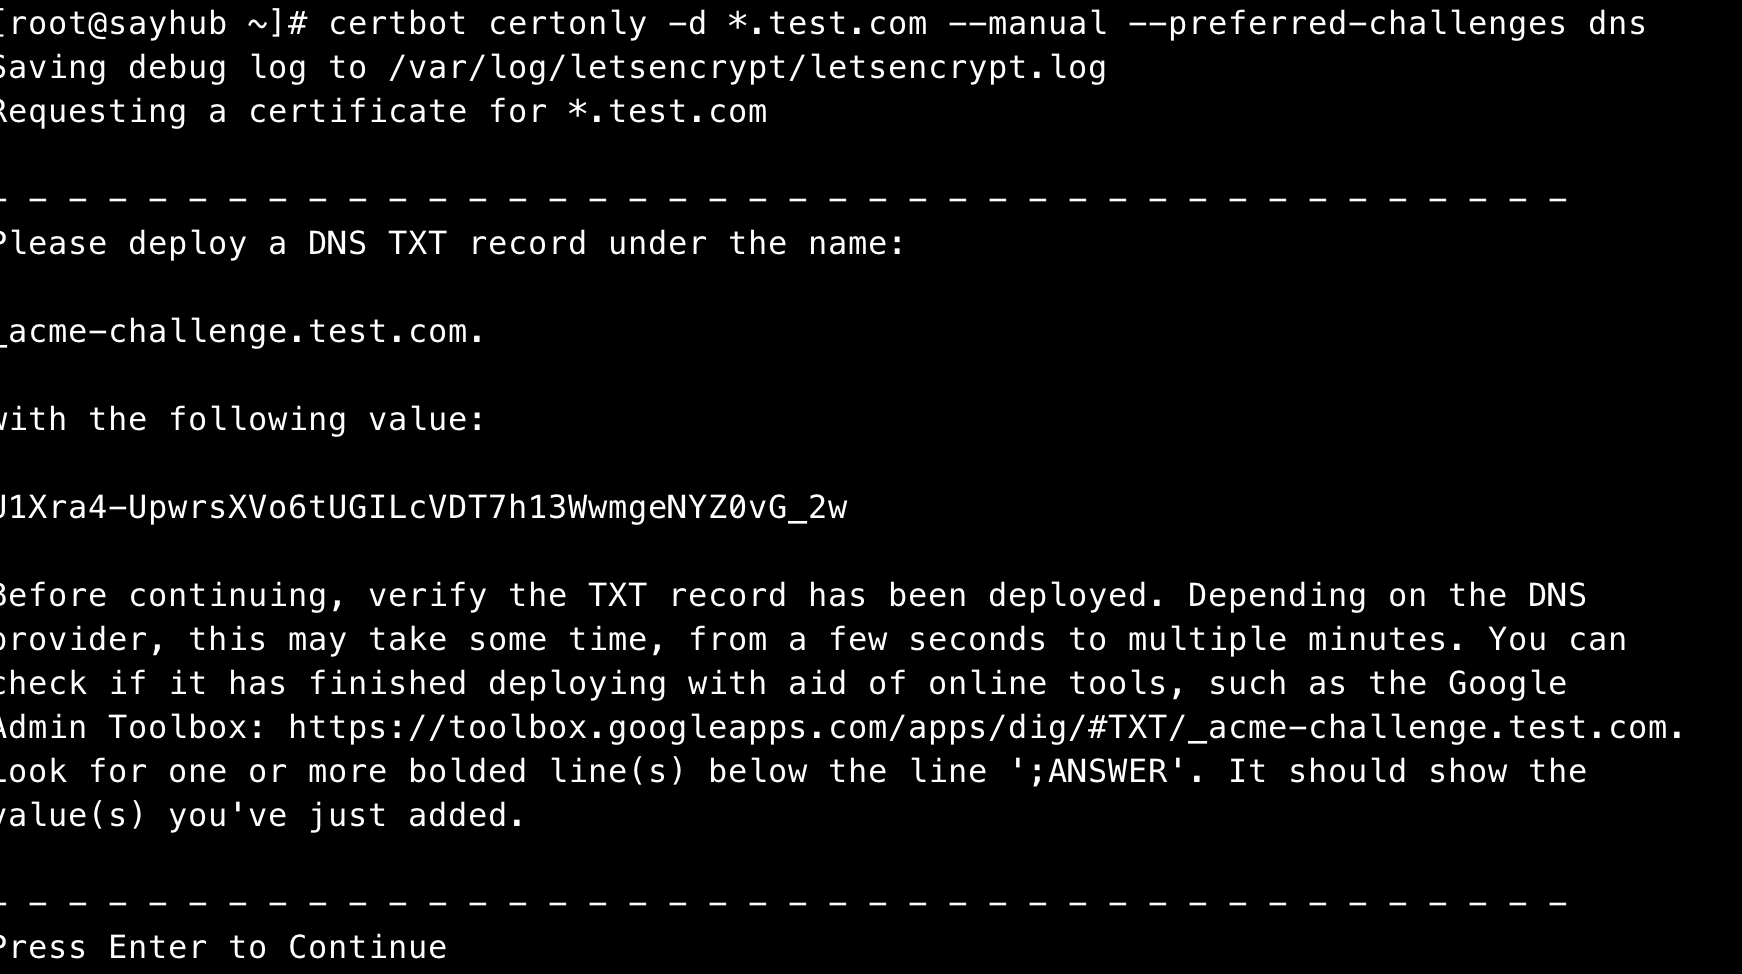 [root@sayhub ~]# certbot certonly -d *.test.com --manual --preferred-challenges dns
Saving debug log to /var/log/letsencrypt/letsencrypt.log
Requesting a certificate for *.test.com
- - - - - - - - - - - - - - - - - - - - - - - - - - - - - - - - - - - - - - - -
Please deploy a DNS TXT record under the name:
_acme-challenge.test.com.
with the following value:
J1Xra4-UpwrsXVo6tUGILcVDT7h13WwmgeNYZ0vG_2w
Before continuing, verify the TXT record has been deployed. Depending on the DNS
provider, this may take some time, from a few seconds to multiple minutes. You can
check if it has finished deploying with aid of online tools, such as the Google
Admin Toolbox: https://toolbox.googleapps.com/apps/dig/#TXT/_acme-challenge.test.com.
Look for one or more bolded line(s) below the line ';ANSWER'. It should show the
value(s) you've just added.
- - - - - - - - - - - - - - - - - - - - - - - - - - - - - - - - - - - - - - - -
Press Enter to Continue